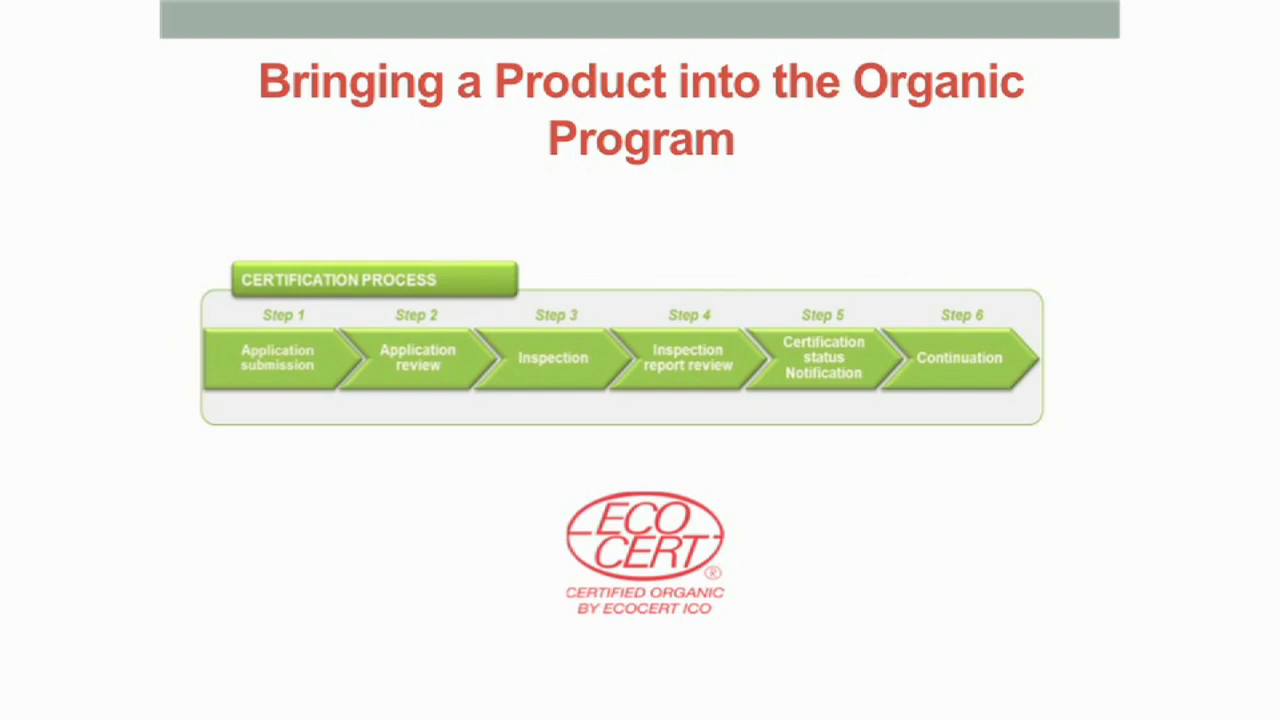 Bringing a Product into the Organic
Program
CERTIFICATION PROCESS
Step 1
Step 2
Step 3
Step 4
Step 5
Step 6
Application
submission
Application
review
Inspection
Inspection
report review
Certification
status
Notification
Continuation
ECO
CERT
®
CERTIFIED ORGANIC
BY ECOCERT ICO